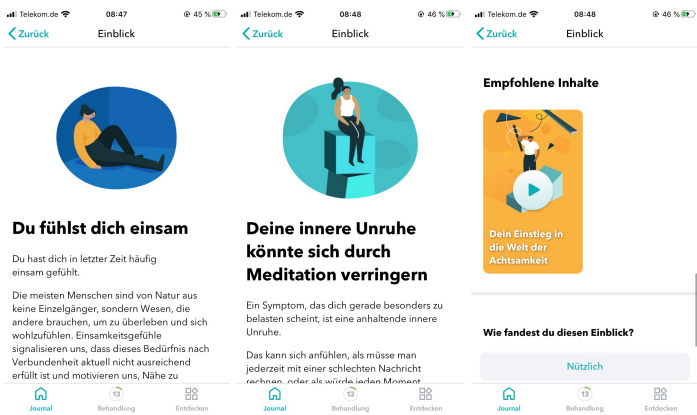 Telekom.de 08:47 45 %
Zurück Einblick
Du fühlst dich einsam
Du hast dich in letzter Zeit häufig
einsam gefühlt.
Die meisten Menschen sind von Natur aus
keine Einzelgänger, sondern Wesen, die
andere brauchen, um zu überleben und sich
wohlzufühlen. Einsamkeitsgefühle
signalisieren uns, dass dieses Bedürfnis nach
Verbundenheit aktuell nicht ausreichend
erfüllt ist und motivieren uns, Nähe zu
Journal 13 Behandlung Entdecken
Telekom.de 08:48 46 %
Zurück Einblick
Deine innere Unruhe
könnte sich durch
Meditation verringern
Ein Symptom, das dich gerade besonders zu
belasten scheint, ist eine anhaltende innere
Unruhe.
Das kann sich anfühlen, als müsse man
jederzeit mit einer schlechten Nachricht
rechnen, oder als würde jeden Moment
Journal 13 Behandlung Entdecken
Telekom.de 08:48 46 %
Zurück Einblick
Empfohlene Inhalte
Dein Einstieg in
die Welt der
Achtsamkeit
Wie fandest du diesen Einblick?
Nützlich
Journal 13 Behandlung Entdecken